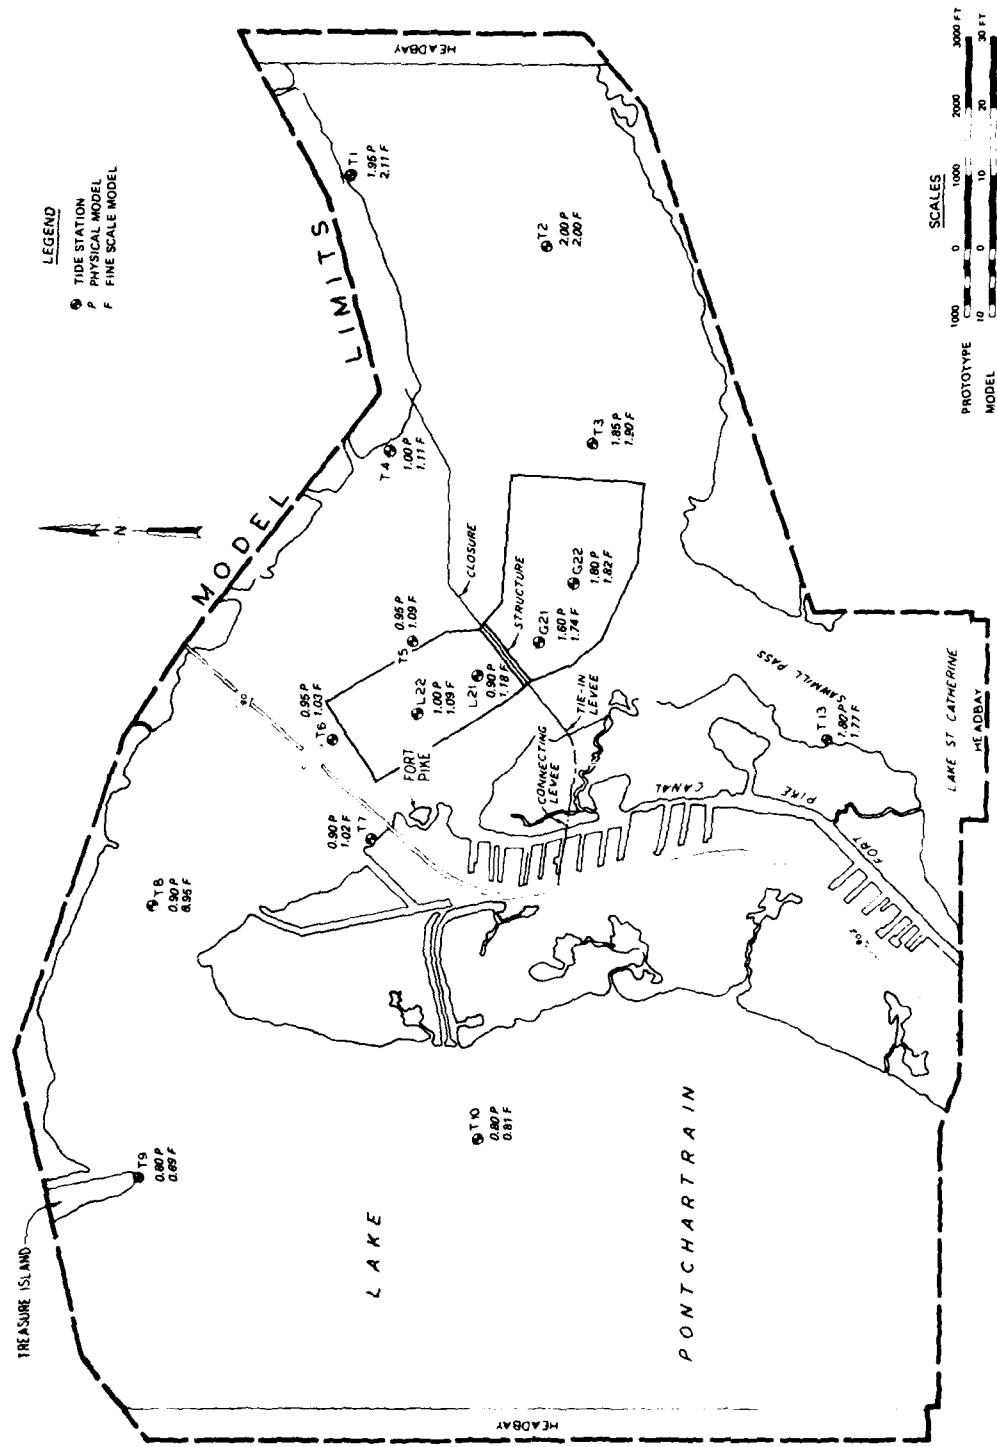 LEGEND
TIDE STATION
P PHYSICAL MODEL
F FINE SCALE MODEL
MODEL LIMITS
N
HEADBAY
T1
1.95 P
2.11 F
T2
2.00 P
2.00 F
T3
1.85 P
1.90 F
T4
1.00 P
1.11 F
CLOSURE
STRUCTURE
G22
1.80 P
1.82 F
G21
1.60 P
1.74 F
T5
0.95 P
1.09 F
L21
0.90 P
1.18 F
L22
1.00 P
1.09 F
T6
0.95 P
1.03 F
TIE-IN
LEVEE
CONNECTING
LEVEE
FORT
PIKE
T7
0.90 P
1.02 F
T8
0.90 P
8.95 F
90
SAWMILL PASS
T13
1.80 P
1.77 F
FORT PIKE CANAL
LAKE ST CATHERINE
HEADBAY
TREASURE ISLAND
T9
0.80 P
0.89 F
T10
0.80 P
0.81 F
LAKE
PONTCHARTRAIN
HEADBAY
SCALES
PROTOTYPE 1000 0 1000 2000 3000 FT
MODEL 10 0 10 20 30 FT